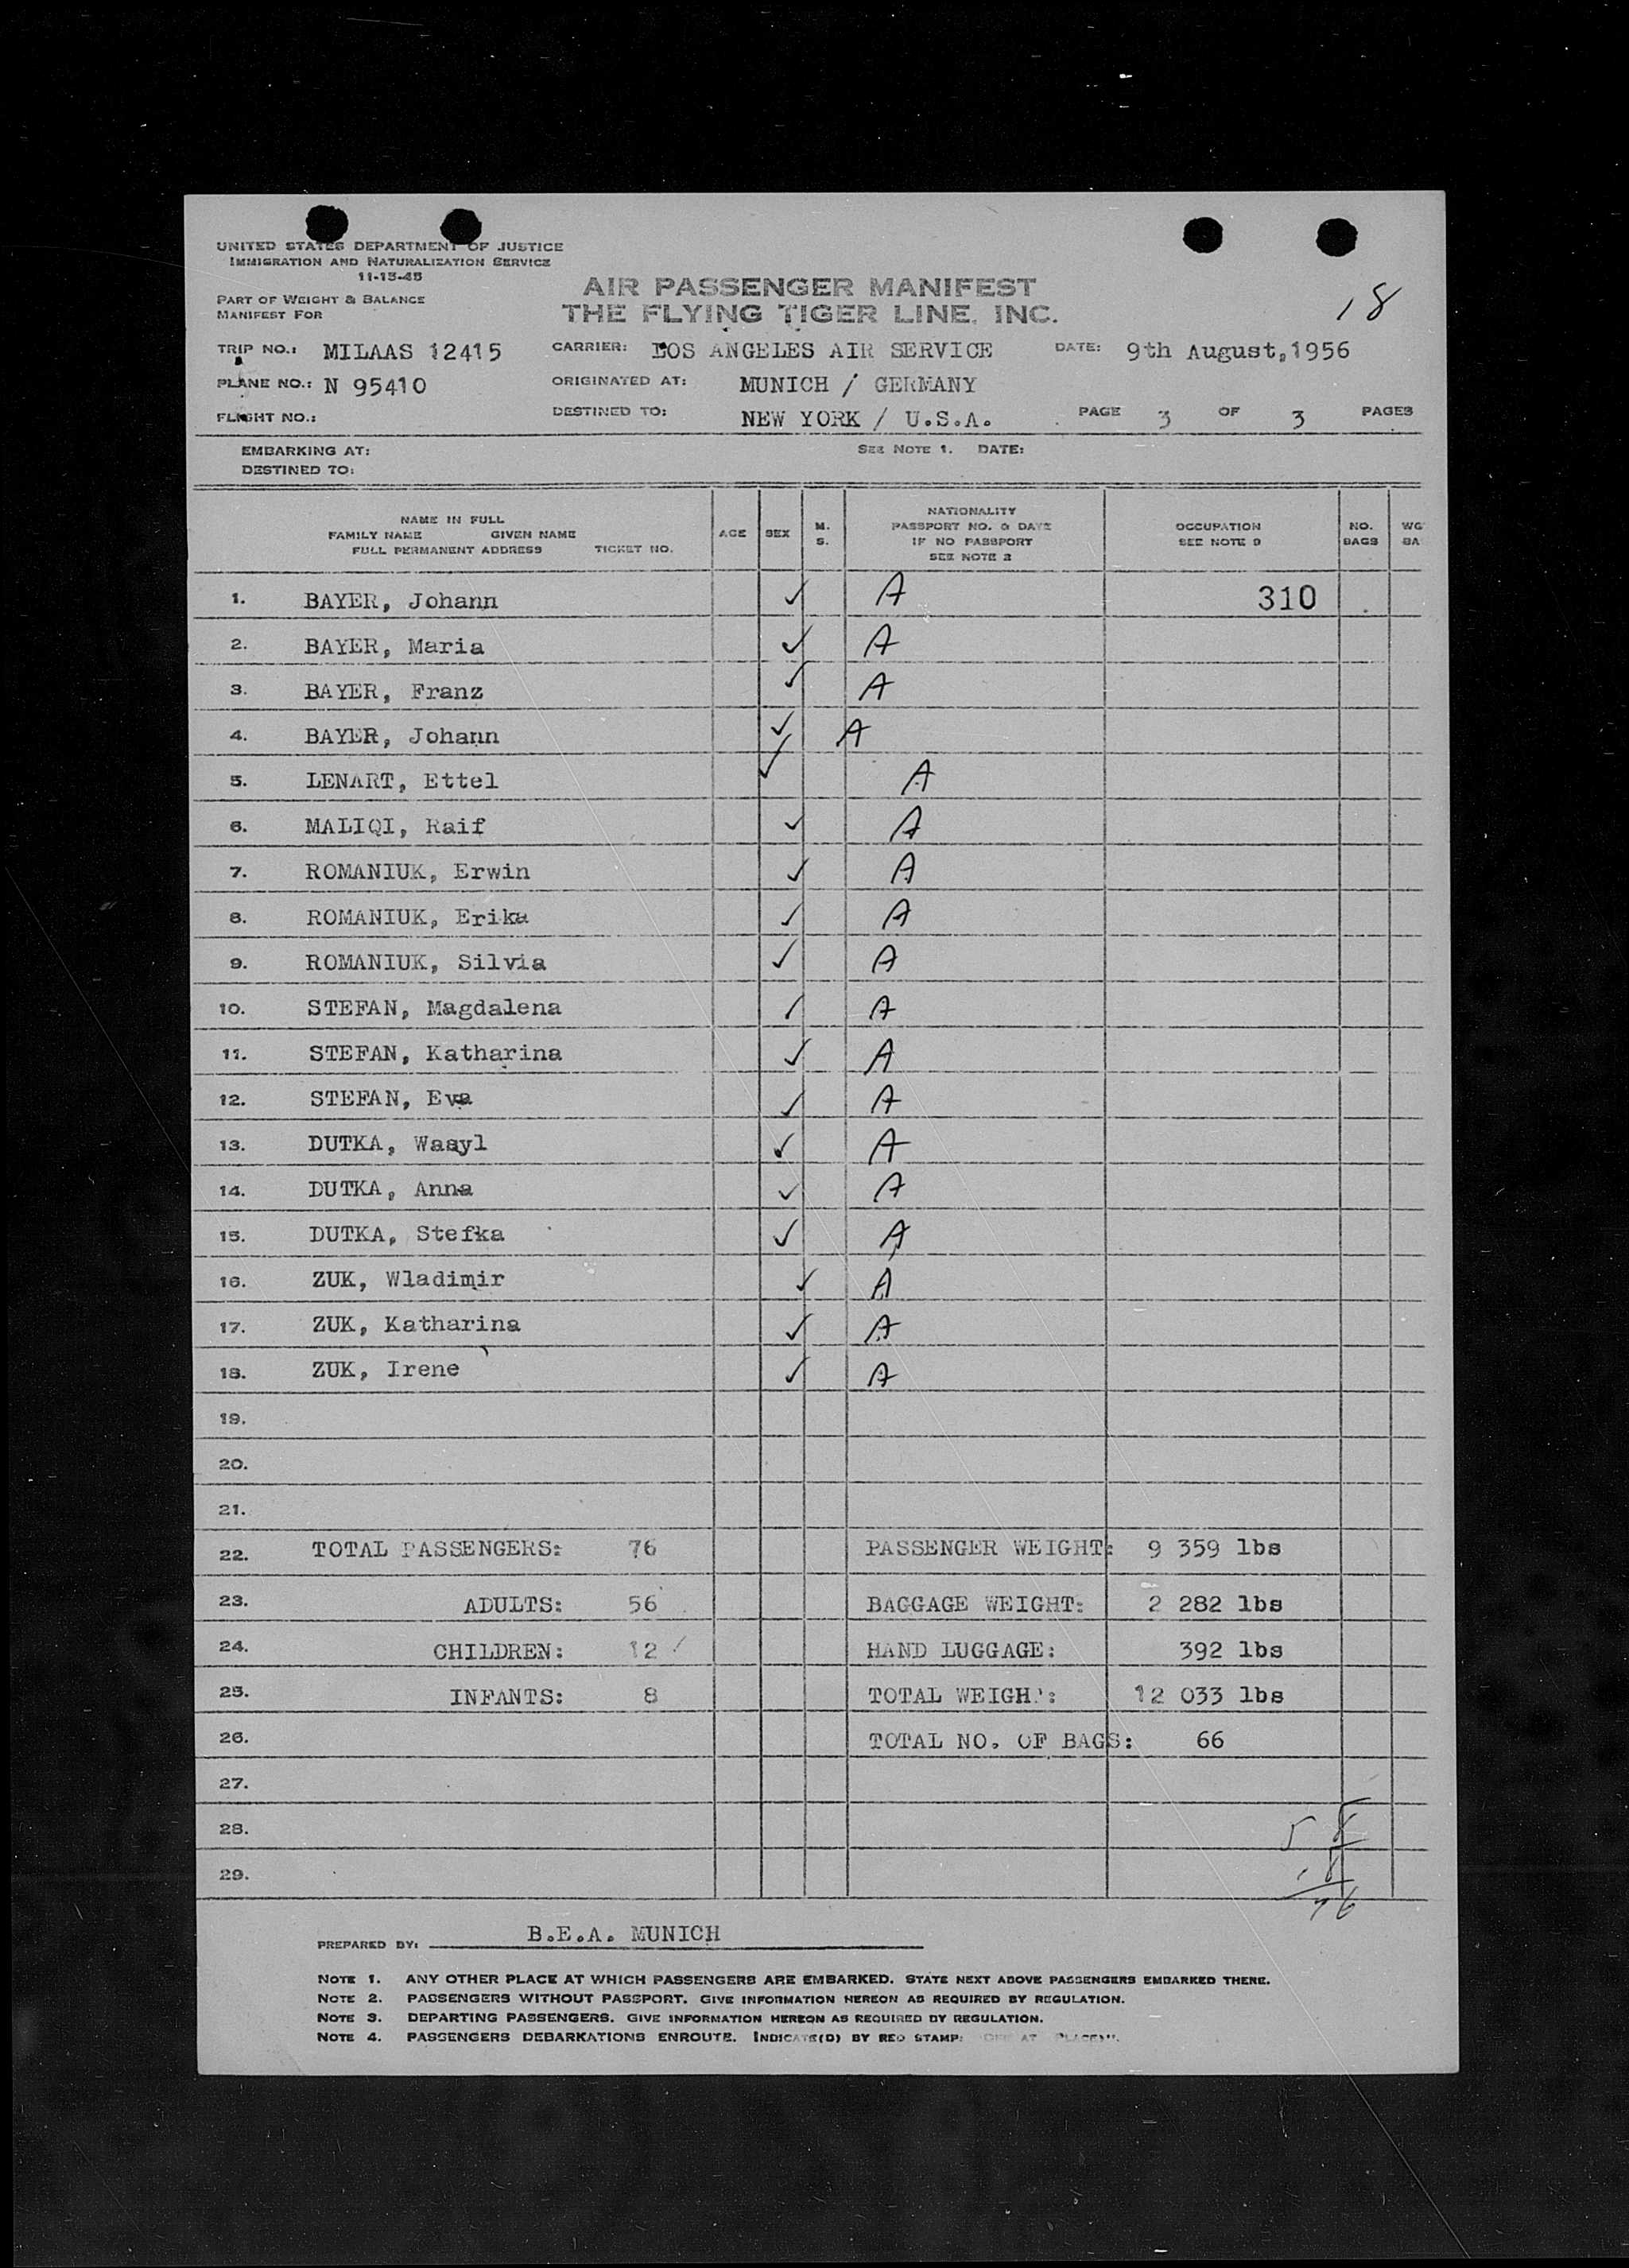 UNITED STATES DEPARTMENT OF JUSTICE
IMMIGRATION AND NATURALIZATION SERVICE
11-15-45
PART OF WEIGHT & BALANCE
MANIFEST FOR
AIR PASSENGER MANIFEST
THE FLYING TIGER LINE, INC.
18
TRIP NO.: MILAAS 12415 CARRIER: LOS ANGELES AIR SERVICE DATE: 9th August,1956
PLANE NO.: N 95410 ORIGINATED AT: MUNICH / GERMANY
FLIGHT NO.: DESTINED TO: NEW YORK / U.S.A. PAGE 3 OF 3 PAGES
EMBARKING AT: SEE NOTE 1. DATE:
DESTINED TO:
NAME IN FULL
FAMILY NAME GIVEN NAME
FULL PERMANENT ADDRESS TICKET NO.
AGE
SEX
M.
S.
NATIONALITY
PASSPORT NO. & DATE
IF NO PASSPORT
SEE NOTE 2
OCCUPATION
SEE NOTE 3
NO.
BAGS
WG
BA
1. BAYER, Johann ✓ A 310
2. BAYER, Maria ✓ A
3. BAYER, Franz ✓ A
4. BAYER, Johann ✓ A
5. LENART, Ettel ✓ A
6. MALIQI, Raif ✓ A
7. ROMANIUK, Erwin ✓ A
8. ROMANIUK, Erika ✓ A
9. ROMANIUK, Silvia ✓ A
10. STEFAN, Magdalena ✓ A
11. STEFAN, Katharina ✓ A
12. STEFAN, Eva ✓ A
13. DUTKA, Wasyl ✓ A
14. DUTKA, Anna ✓ A
15. DUTKA, Stefka ✓ A
16. ZUK, Wladimir ✓ A
17. ZUK, Katharina ✓ A
18. ZUK, Irene ✓ A
19.
20.
21.
22. TOTAL PASSENGERS: 76 PASSENGER WEIGHT: 9 359 lbs
23. ADULTS: 56 BAGGAGE WEIGHT: 2 282 lbs
24. CHILDREN: 12 HAND LUGGAGE: 392 lbs
25. INFANTS: 8 TOTAL WEIGHT: 12 033 lbs
26. TOTAL NO. OF BAGS: 66
27.
28. 58
29. 18
76
PREPARED BY: B.E.A. MUNICH
NOTE 1. ANY OTHER PLACE AT WHICH PASSENGERS ARE EMBARKED. STATE NEXT ABOVE PASSENGERS EMBARKED THERE.
NOTE 2. PASSENGERS WITHOUT PASSPORT. GIVE INFORMATION HEREON AS REQUIRED BY REGULATION.
NOTE 3. DEPARTING PASSENGERS. GIVE INFORMATION HEREON AS REQUIRED BY REGULATION.
NOTE 4. PASSENGERS DEBARKATIONS ENROUTE. INDICATE(D) BY RED STAMP: AT PLACE)".